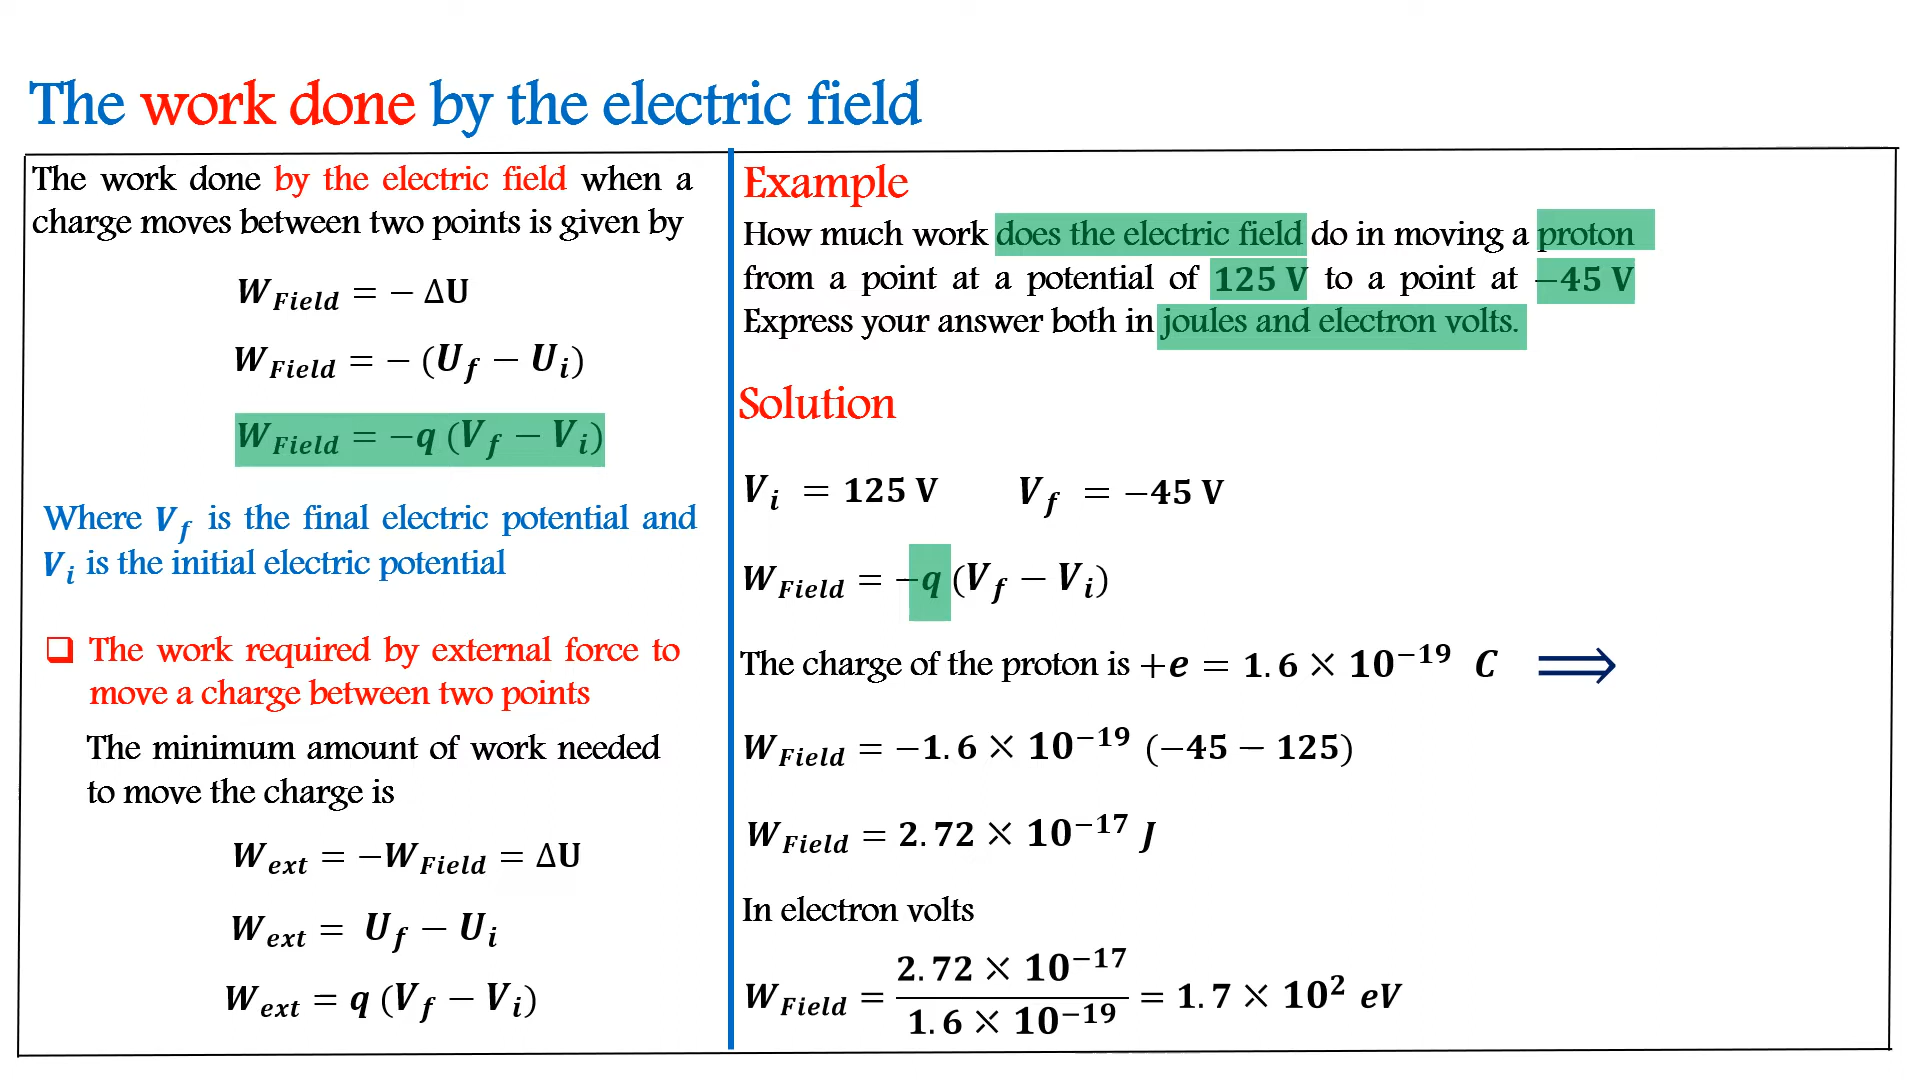 The work done by the electric field
The work done by the electric field when a
charge moves between two points is given by
W_Field = − ΔU
W_Field = − (U_f − U_i)
W_Field = −q (V_f − V_i)
Where V_f is the final electric potential and
V_i is the initial electric potential
❑ The work required by external force to
move a charge between two points
The minimum amount of work needed
to move the charge is
W_ext = −W_Field = ΔU
W_ext = U_f − U_i
W_ext = q (V_f − V_i)
Example
How much work does the electric field do in moving a proton
from a point at a potential of 125 V to a point at −45 V
Express your answer both in joules and electron volts.
Solution
V_i = 125 V V_f = −45 V
W_Field = −q (V_f − V_i)
The charge of the proton is +e = 1.6 × 10^−19 C ⟹
W_Field = −1.6 × 10^−19 (−45 − 125)
W_Field = 2.72 × 10^−17 J
In electron volts
W_Field = (2.72 × 10^−17)/(1.6 × 10^−19) = 1.7 × 10^2 eV